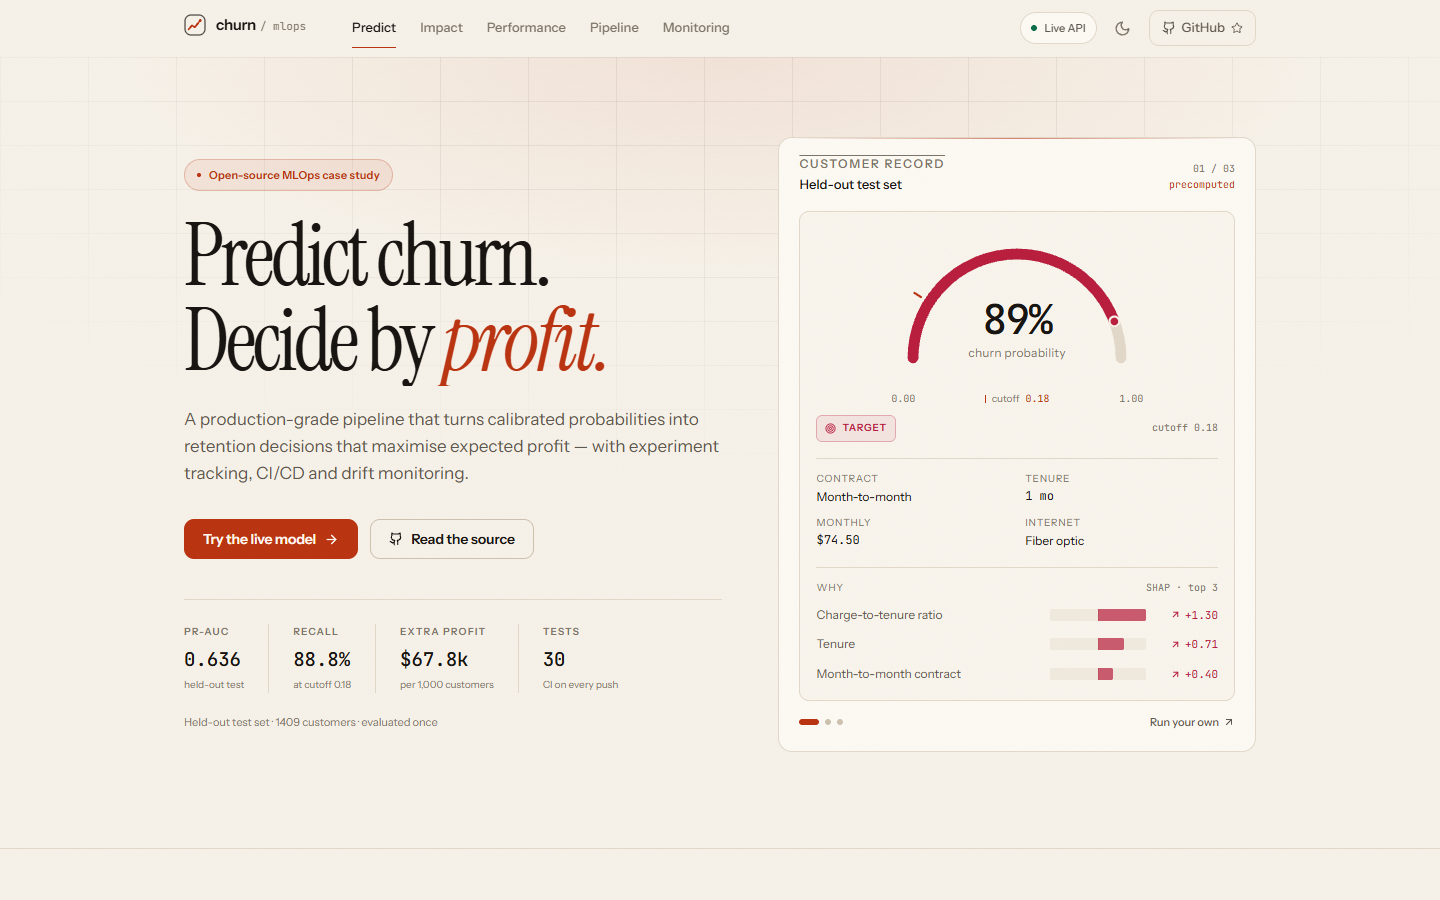 churn / mlops
Predict
Impact
Performance
Pipeline
Monitoring
Live API
GitHub
Open-source MLOps case study
Predict churn.
Decide by profit.
A production-grade pipeline that turns calibrated probabilities into
retention decisions that maximise expected profit — with experiment
tracking, CI/CD and drift monitoring.
Try the live model →
Read the source
PR-AUC
0.636
held-out test
RECALL
88.8%
at cutoff 0.18
EXTRA PROFIT
$67.8k
per 1,000 customers
TESTS
30
CI on every push
Held-out test set · 1409 customers · evaluated once
CUSTOMER RECORD
Held-out test set
01 / 03
precomputed
89%
churn probability
0.00
cutoff 0.18
1.00
TARGET
cutoff 0.18
CONTRACT
Month-to-month
TENURE
1 mo
MONTHLY
$74.50
INTERNET
Fiber optic
WHY
SHAP · top 3
Charge-to-tenure ratio
↗ +1.30
Tenure
↗ +0.71
Month-to-month contract
↗ +0.40
Run your own ↗